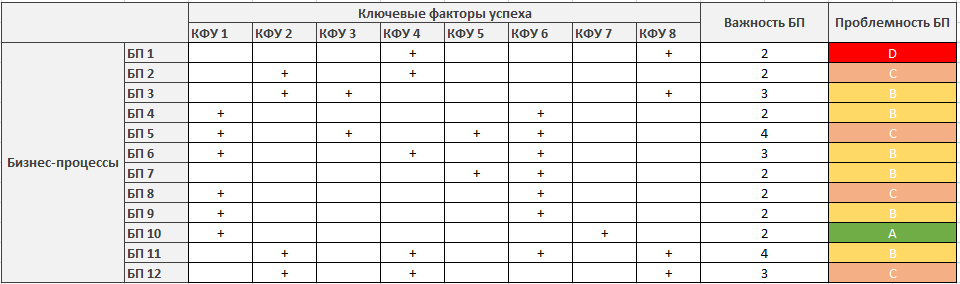 Ключевые факторы успеха Важность БП Проблемность БП
КФУ 1 КФУ 2 КФУ 3 КФУ 4 КФУ 5 КФУ 6 КФУ 7 КФУ 8
Бизнес-процессы
БП 1 + + 2 D
БП 2 + + 2 C
БП 3 + + + 3 B
БП 4 + + 2 B
БП 5 + + + + 4 C
БП 6 + + + 3 B
БП 7 + + 2 B
БП 8 + + 2 C
БП 9 + + 2 B
БП 10 + + 2 A
БП 11 + + + + 4 B
БП 12 + + + 3 C